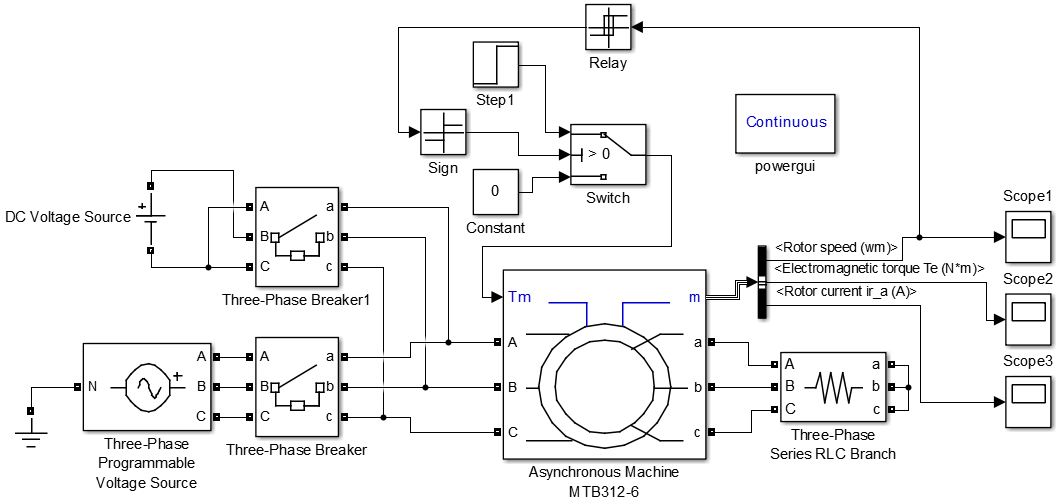 Relay
Step1
Continuous
powergui
Sign
> 0
Switch
0
Constant
DC Voltage Source
+
A
B
C
a
b
c
Three-Phase Breaker1
Scope1
<Rotor speed (wm)>
<Electromagnetic torque Te (N*m)>
Scope2
<Rotor current ir_a (A)>
Scope3
Tm
m
A
B
C
a
b
c
Asynchronous Machine
MTB312-6
N
+
A
B
C
Three-Phase
Programmable
Voltage Source
A
B
C
a
b
c
Three-Phase Breaker
A
B
C
a
b
c
Three-Phase
Series RLC Branch